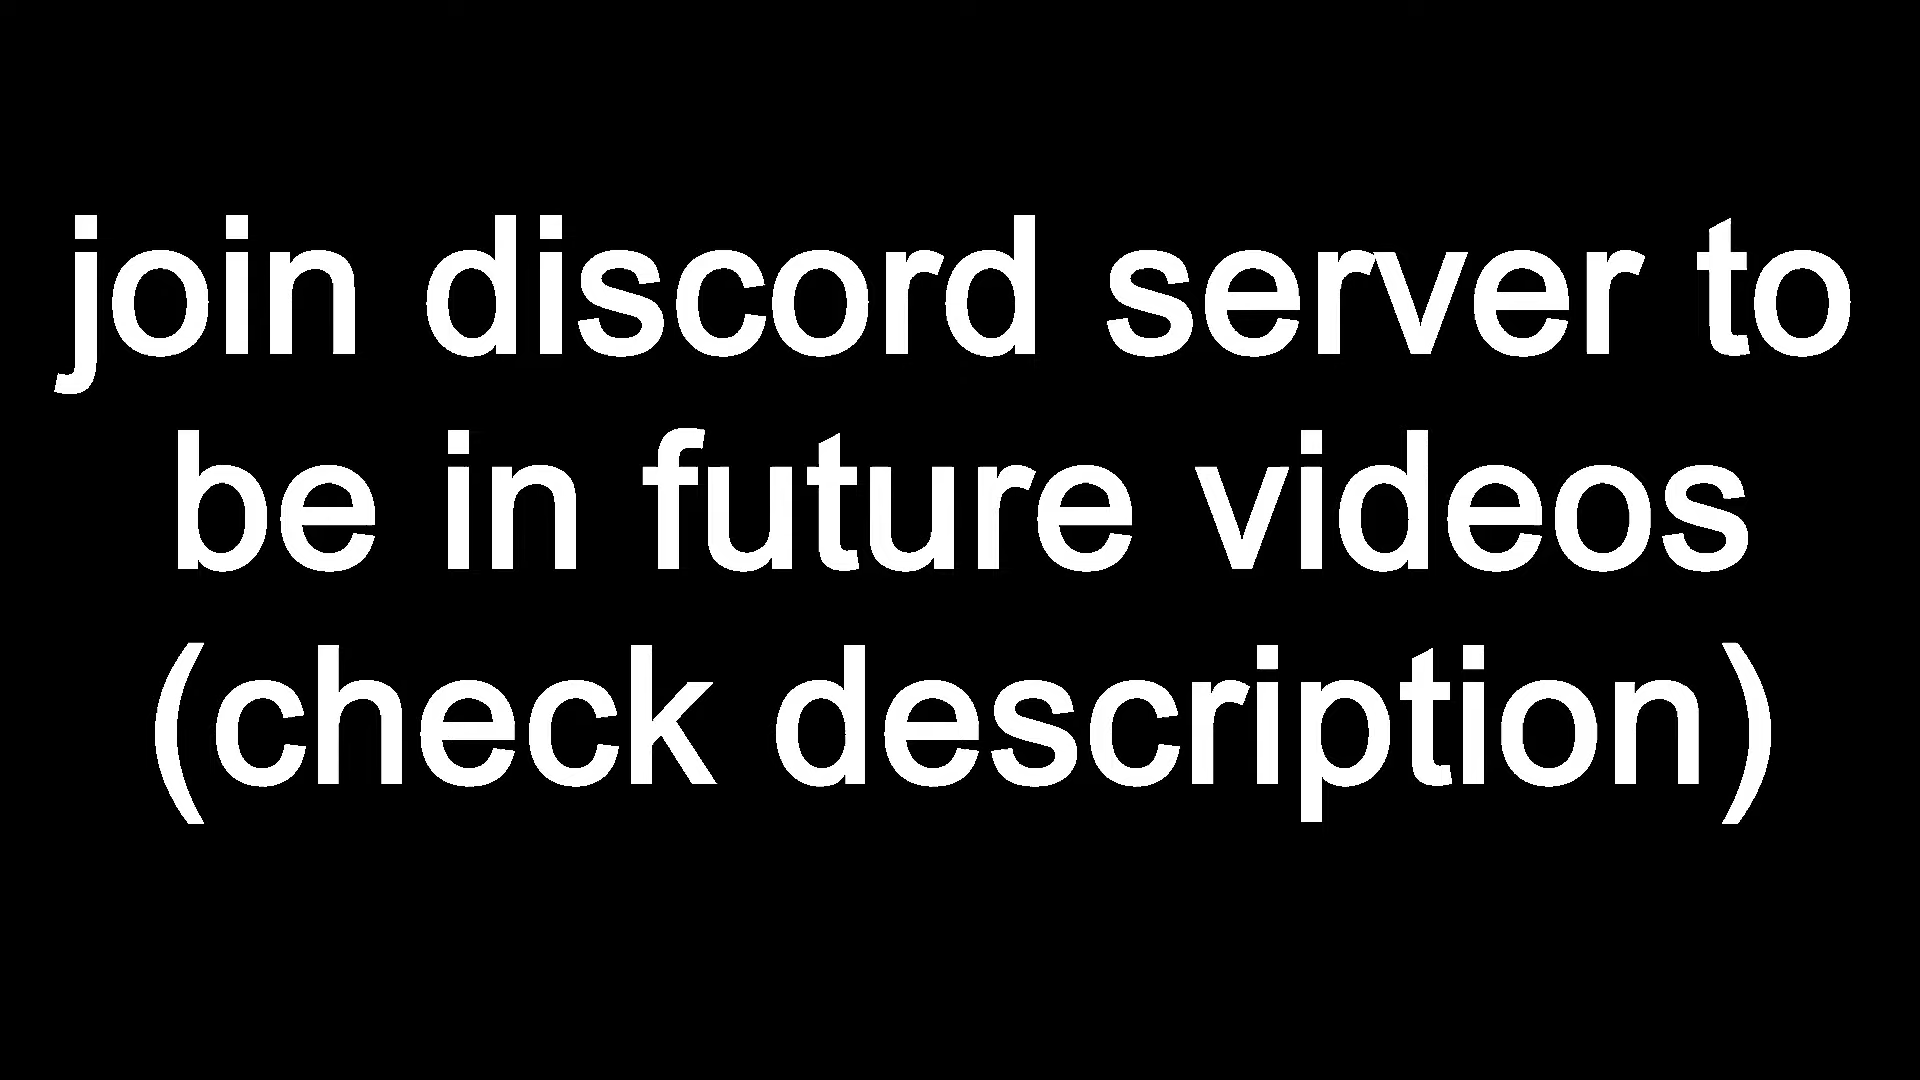 join discord server to
be in future videos
(check description)